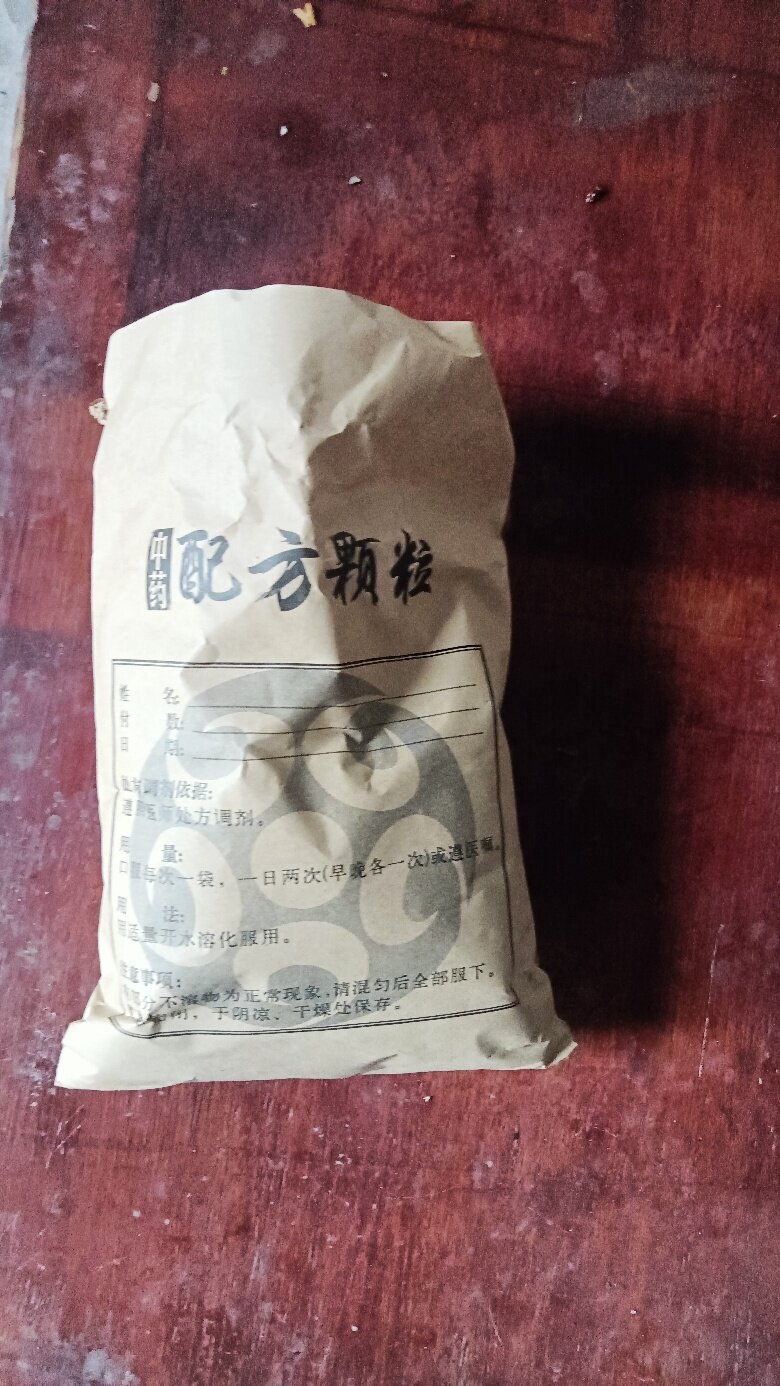 中药配方颗粒
姓 名:
付 数:
日 期:
处方调剂依据:
遵照医师处方调剂。
用 量:
口服每次一袋，一日两次(早晚各一次)或遵医嘱。
用 法:
用适量开水溶化服用。
注意事项:
不溶物为正常现象,请混匀后全部服下。
于阴凉、干燥处保存。